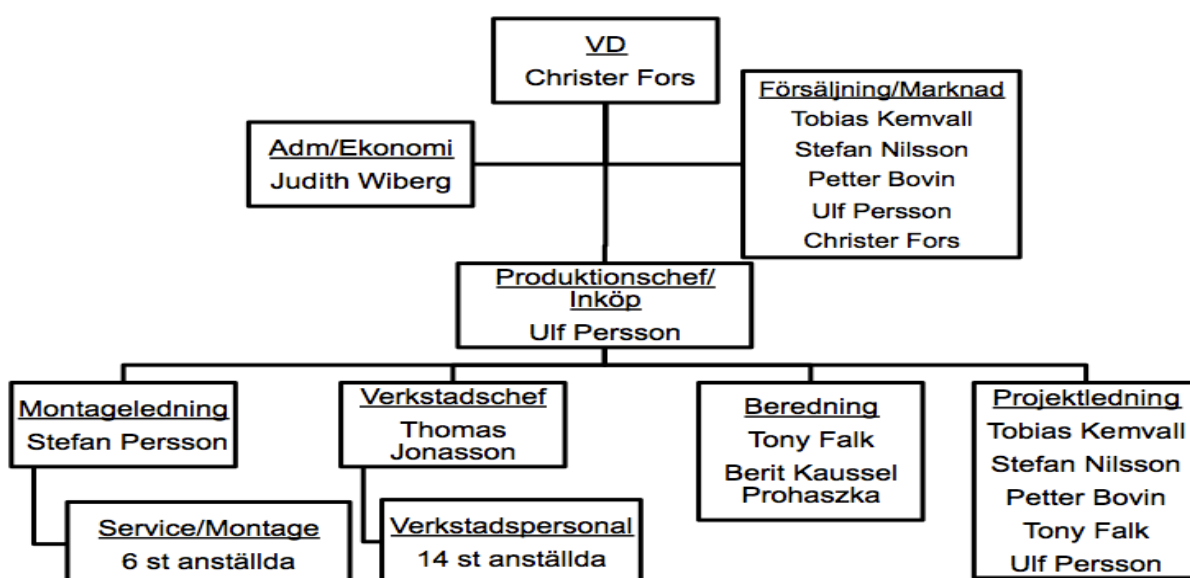 VD
Christer Fors
Försäljning/Marknad
Tobias Kemvall
Stefan Nilsson
Petter Bovin
Ulf Persson
Christer Fors
Adm/Ekonomi
Judith Wiberg
Produktionschef/
Inköp
Ulf Persson
Montageledning
Stefan Persson
Service/Montage
6 st anställda
Verkstadschef
Thomas
Jonasson
Verkstadspersonal
14 st anställda
Beredning
Tony Falk
Berit Kaussel
Prohaszka
Projektledning
Tobias Kemvall
Stefan Nilsson
Petter Bovin
Tony Falk
Ulf Persson